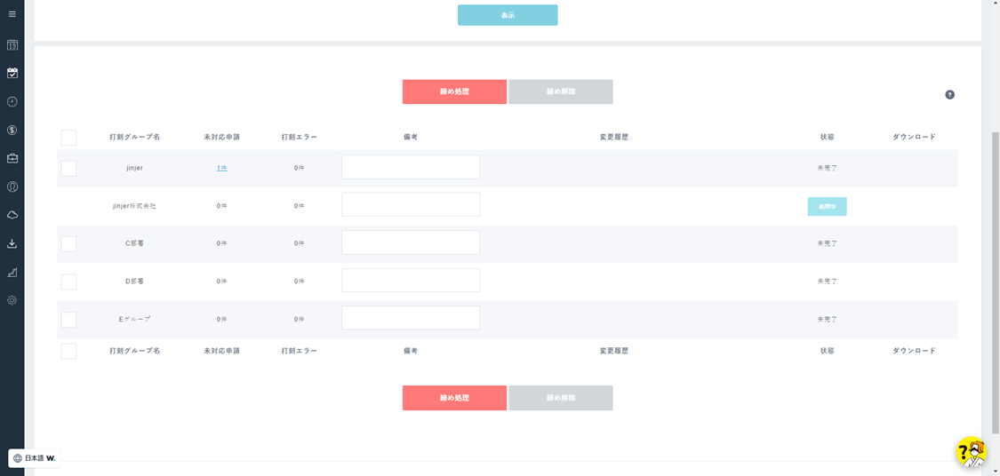 19
表示
締め処理 締め解除
?
打刻グループ名 未対応申請 打刻エラー 備考 変更履歴 状態 ダウンロード
jinjer 1件 0件 未完了
jinjer株式会社 0件 0件 処理中
C部署 0件 0件 未完了
D部署 0件 0件 未完了
Eグループ 0件 0件 未完了
打刻グループ名 未対応申請 打刻エラー 備考 変更履歴 状態 ダウンロード
締め処理 締め解除
?
日本語 W.